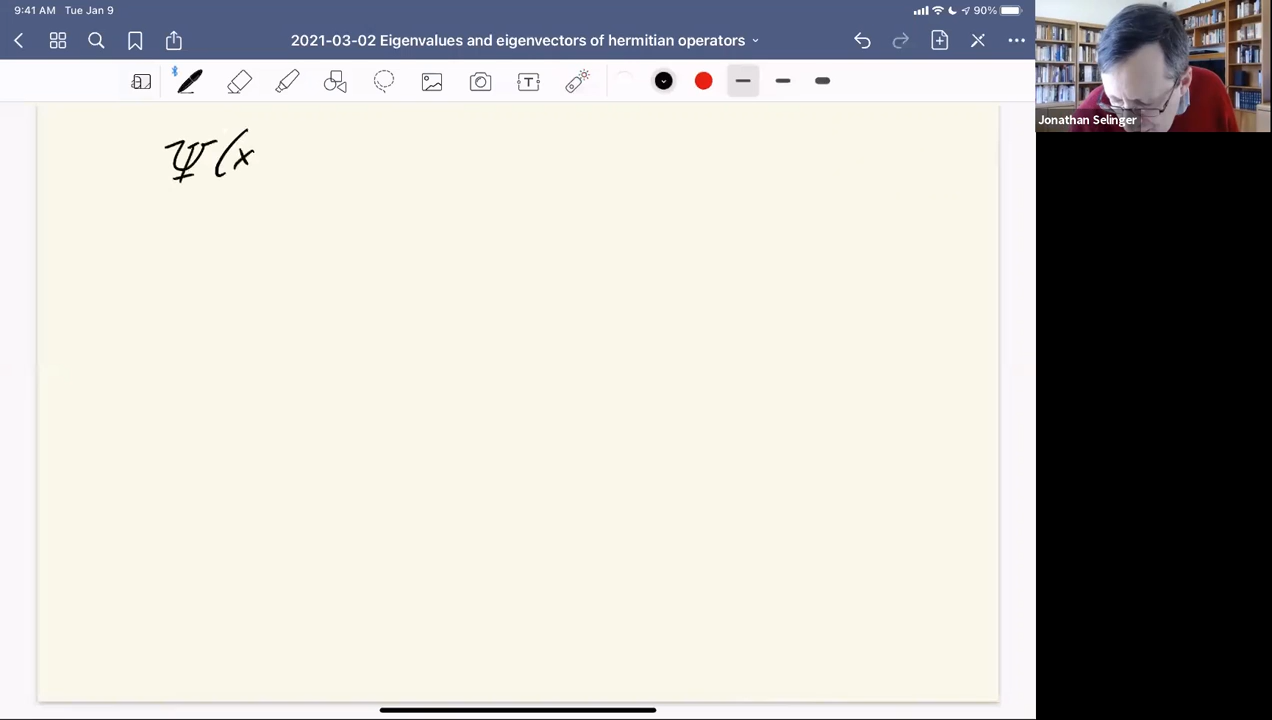 9:41 AM Tue Jan 9 90%
2021-03-02 Eigenvalues and eigenvectors of hermitian operators
T
Jonathan Selinger
Ψ(x